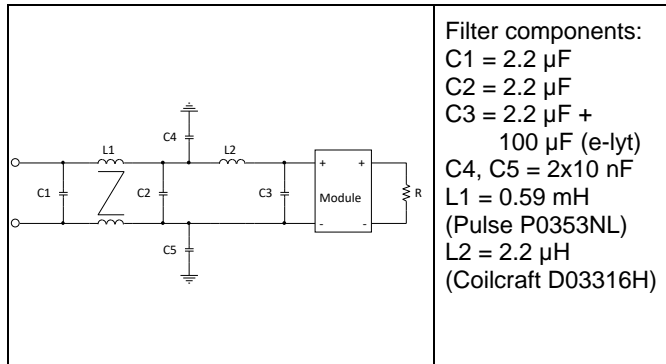 C4
L1
L2
C1
C2
C3
+
+
Module
R
-
-
C5
Filter components:
C1 = 2.2 µF
C2 = 2.2 µF
C3 = 2.2 µF +
100 µF (e-lyt)
C4, C5 = 2x10 nF
L1 = 0.59 mH
(Pulse P0353NL)
L2 = 2.2 µH
(Coilcraft D03316H)